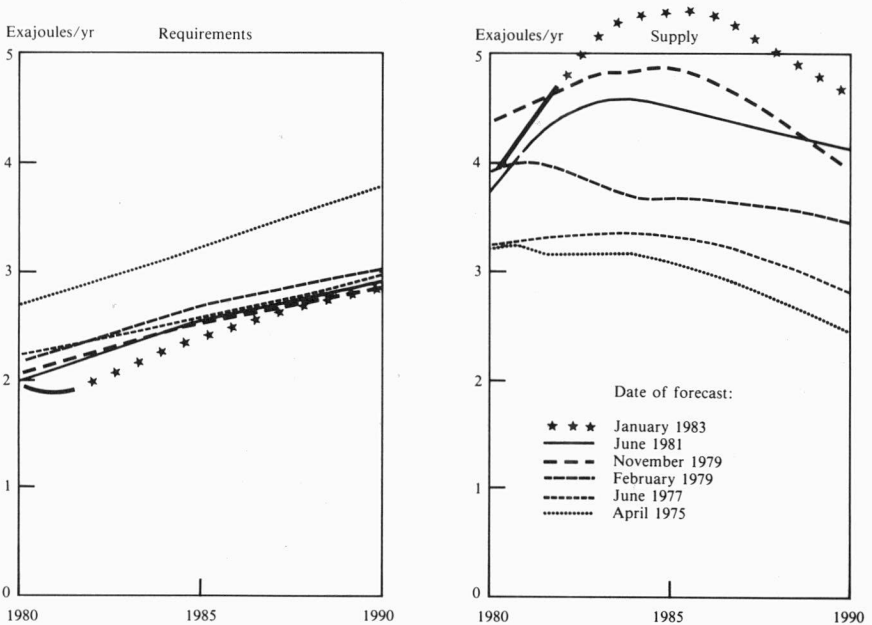 Exajoules/yr Requirements
5
4
3
2
1
0
1980 1985 1990
Exajoules/yr Supply
5
4
3
2
1
0
Date of forecast:
January 1983
June 1981
November 1979
February 1979
June 1977
April 1975
1980 1985 1990